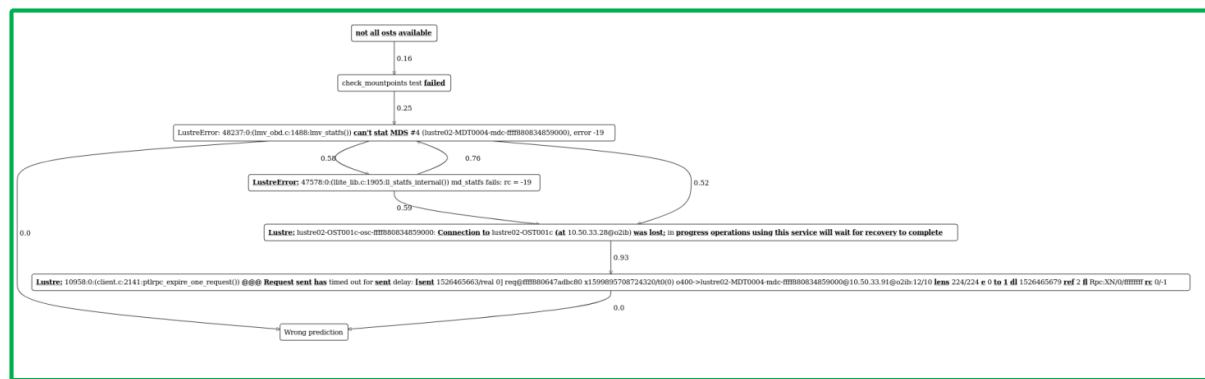 not all osts available
0.16
check_mountpoints test failed
0.25
LustreError: 48237:0:(lmv_obd.c:1488:lmv_statfs()) can't stat MDS #4 (lustre02-MDT0004-mdc-ffff880834859000), error -19
0.58
0.76
LustreError: 47578:0:(llite_lib.c:1905:ll_statfs_internal()) md_statfs fails: rc = -19
0.52
0.59
0.0
Lustre: lustre02-OST001c-osc-ffff880834859000: Connection to lustre02-OST001c (at 10.50.33.28@o2ib) was lost; in progress operations using this service will wait for recovery to complete
0.93
Lustre: 10958:0:(client.c:2141:ptlrpc_expire_one_request()) @@@ Request sent has timed out for sent delay: [sent 1526465663/real 0] req@ffff880647adbc80 x1599895708724320/t0(0) o400->lustre02-MDT0004-mdc-ffff880834859000@10.50.33.91@o2ib:12/10 lens 224/224 e 0 to 1 dl 1526465679 ref 2 fl Rpc:XN/0/ffffffff rc 0/-1
0.0
Wrong prediction